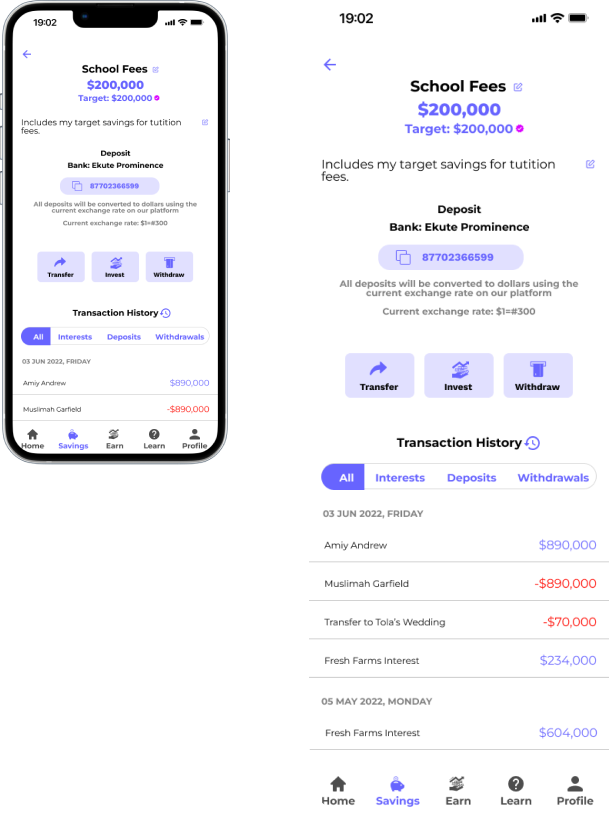 19:02
School Fees
$200,000
Target: $200,000
Includes my target savings for tutition
fees.
Deposit
Bank: Ekute Prominence
87702366599
All deposits will be converted to dollars using the
current exchange rate on our platform
Current exchange rate: $1=#300
Transfer Invest Withdraw
Transaction History
All Interests Deposits Withdrawals
03 JUN 2022, FRIDAY
Amiy Andrew $890,000
Muslimah Garfield -$890,000
Home Savings Earn Learn Profile
19:02
School Fees
$200,000
Target: $200,000
Includes my target savings for tutition
fees.
Deposit
Bank: Ekute Prominence
87702366599
All deposits will be converted to dollars using the
current exchange rate on our platform
Current exchange rate: $1=#300
Transfer Invest Withdraw
Transaction History
All Interests Deposits Withdrawals
03 JUN 2022, FRIDAY
Amiy Andrew $890,000
Muslimah Garfield -$890,000
Transfer to Tola's Wedding -$70,000
Fresh Farms Interest $234,000
05 MAY 2022, MONDAY
Fresh Farms Interest $604,000
Home Savings Earn Learn Profile